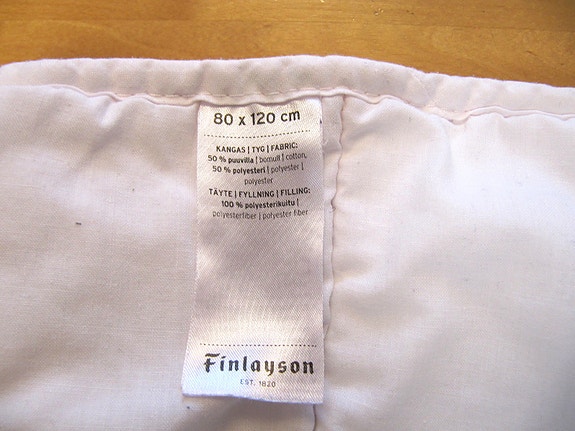 80 x 120 cm
KANGAS | TYG | FABRIC:
50 % puuvilla | bomull | cotton,
50 % polyesteri | polyester |
polyester
TÄYTE | FYLLNING | FILLING:
100 % polyesterikuitu |
polyesterfiber | polyester fiber
Finlayson
EST. 1820